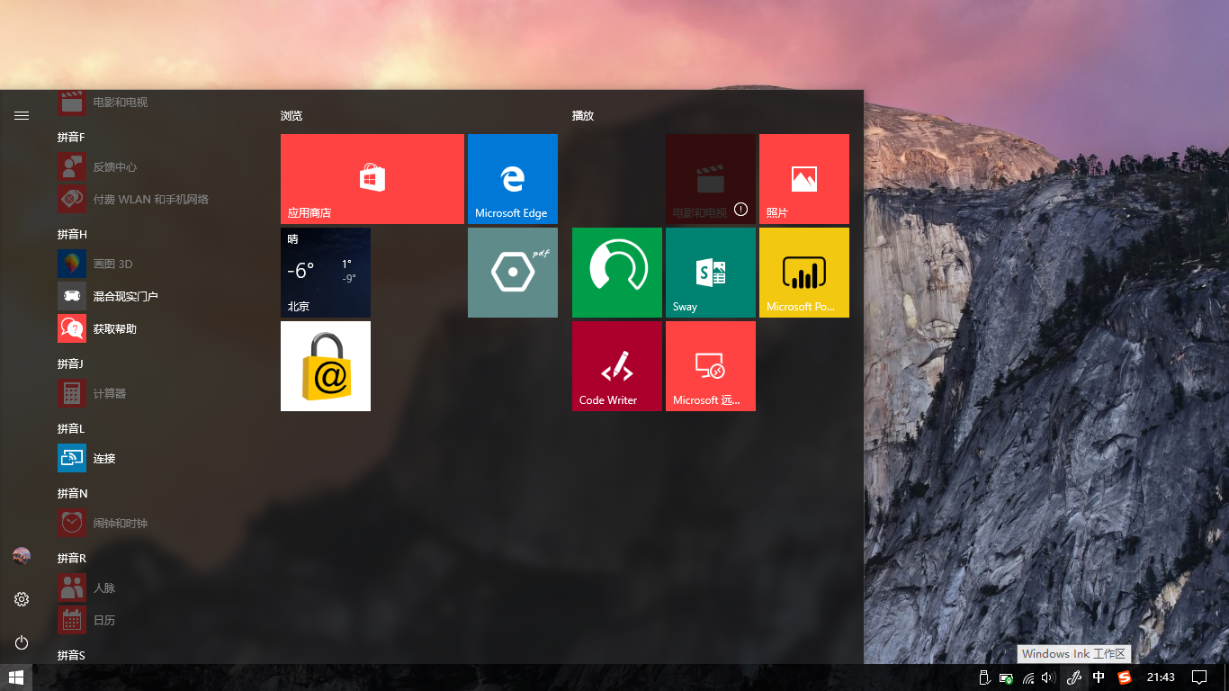 电影和电视
拼音F
反馈中心
付费 WLAN 和手机网络
拼音H
画图 3D
混合现实门户
获取帮助
拼音J
计算器
拼音L
连接
拼音N
闹钟和时钟
拼音R
人脉
日历
拼音S
浏览
应用商店
Microsoft Edge
晴
-6°
1°
-9°
北京
pdf
@
播放
电影和电视
照片
S
Sway
Microsoft Po...
Code Writer
Microsoft 远...
Windows Ink 工作区
中
S
21:43